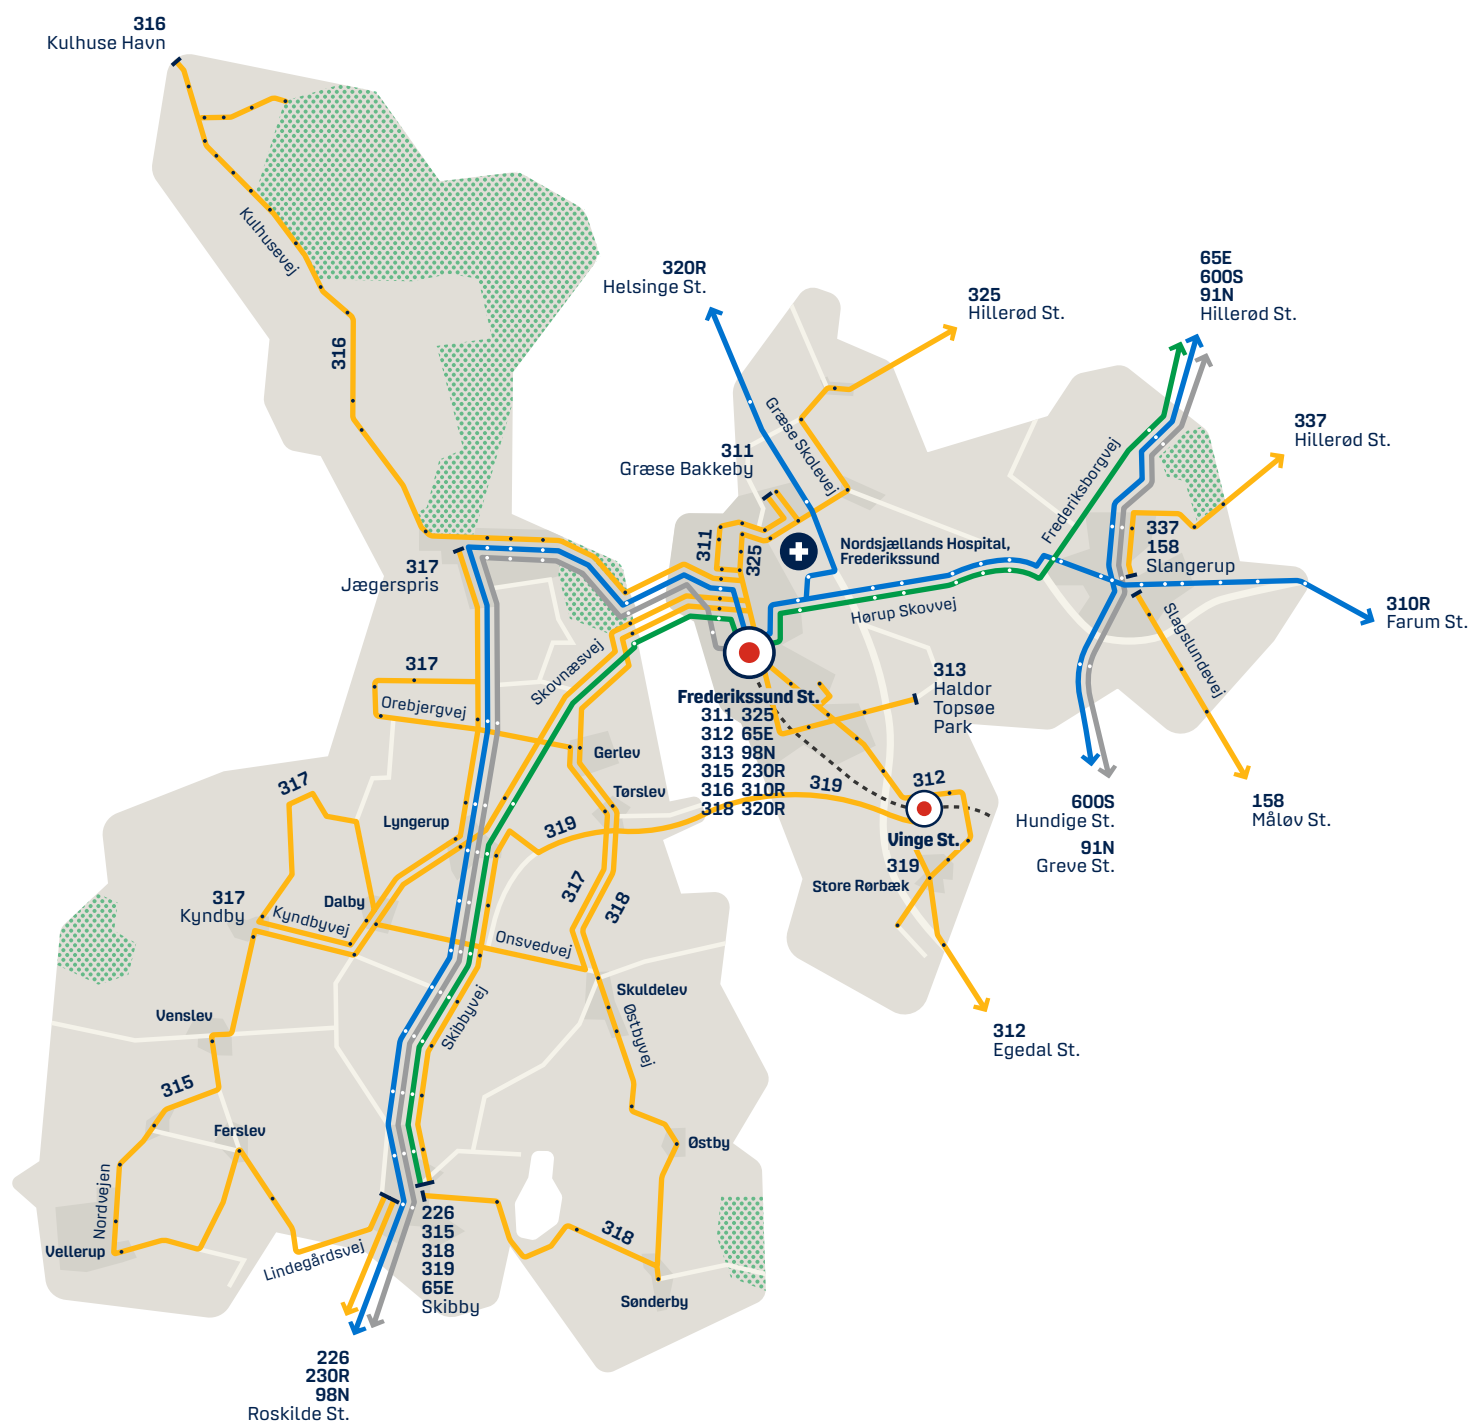 316
Kulhuse Havn
Kulhusevej
316
320R
Helsinge St.
325
Hillerød St.
65E
600S
91N
Hillerød St.
337
Hillerød St.
311
Græse Bakkeby
Græse Skolevej
Frederiksborgvej
311
325
Nordsjællands Hospital,
Frederikssund
337
158
Slangerup
317
Jægerspris
Hørup Skovvej
310R
Farum St.
Slagslundevej
Skovnæsvej
317
Orebjergvej
Frederikssund St.
311 325
312 65E
313 98N
315 230R
316 310R
318 320R
313
Haldor
Topsøe
Park
Gerlev
Tørslev
319
312
Vinge St.
319
Store Rørbæk
600S
Hundige St.
91N
Greve St.
158
Måløv St.
317
Lyngerup
319
317
318
317
Kyndby
Dalby
Kyndbyvej
Onsvedvej
Skuldelev
Østbyvej
Skibbyvej
312
Egedal St.
Venslev
315
Ferslev
Østby
Nordvejen
Vellerup
Lindegårdsvej
226
315
318
319
65E
Skibby
318
Sønderby
226
230R
98N
Roskilde St.